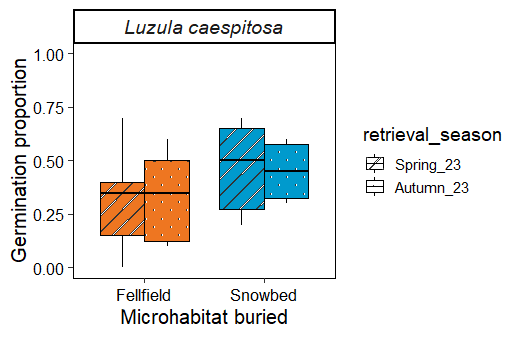 Luzula caespitosa
1.00
0.75
0.50
0.25
0.00
Germination proportion
Fellfield Snowbed
Microhabitat buried
retrieval_season
Spring_23
Autumn_23